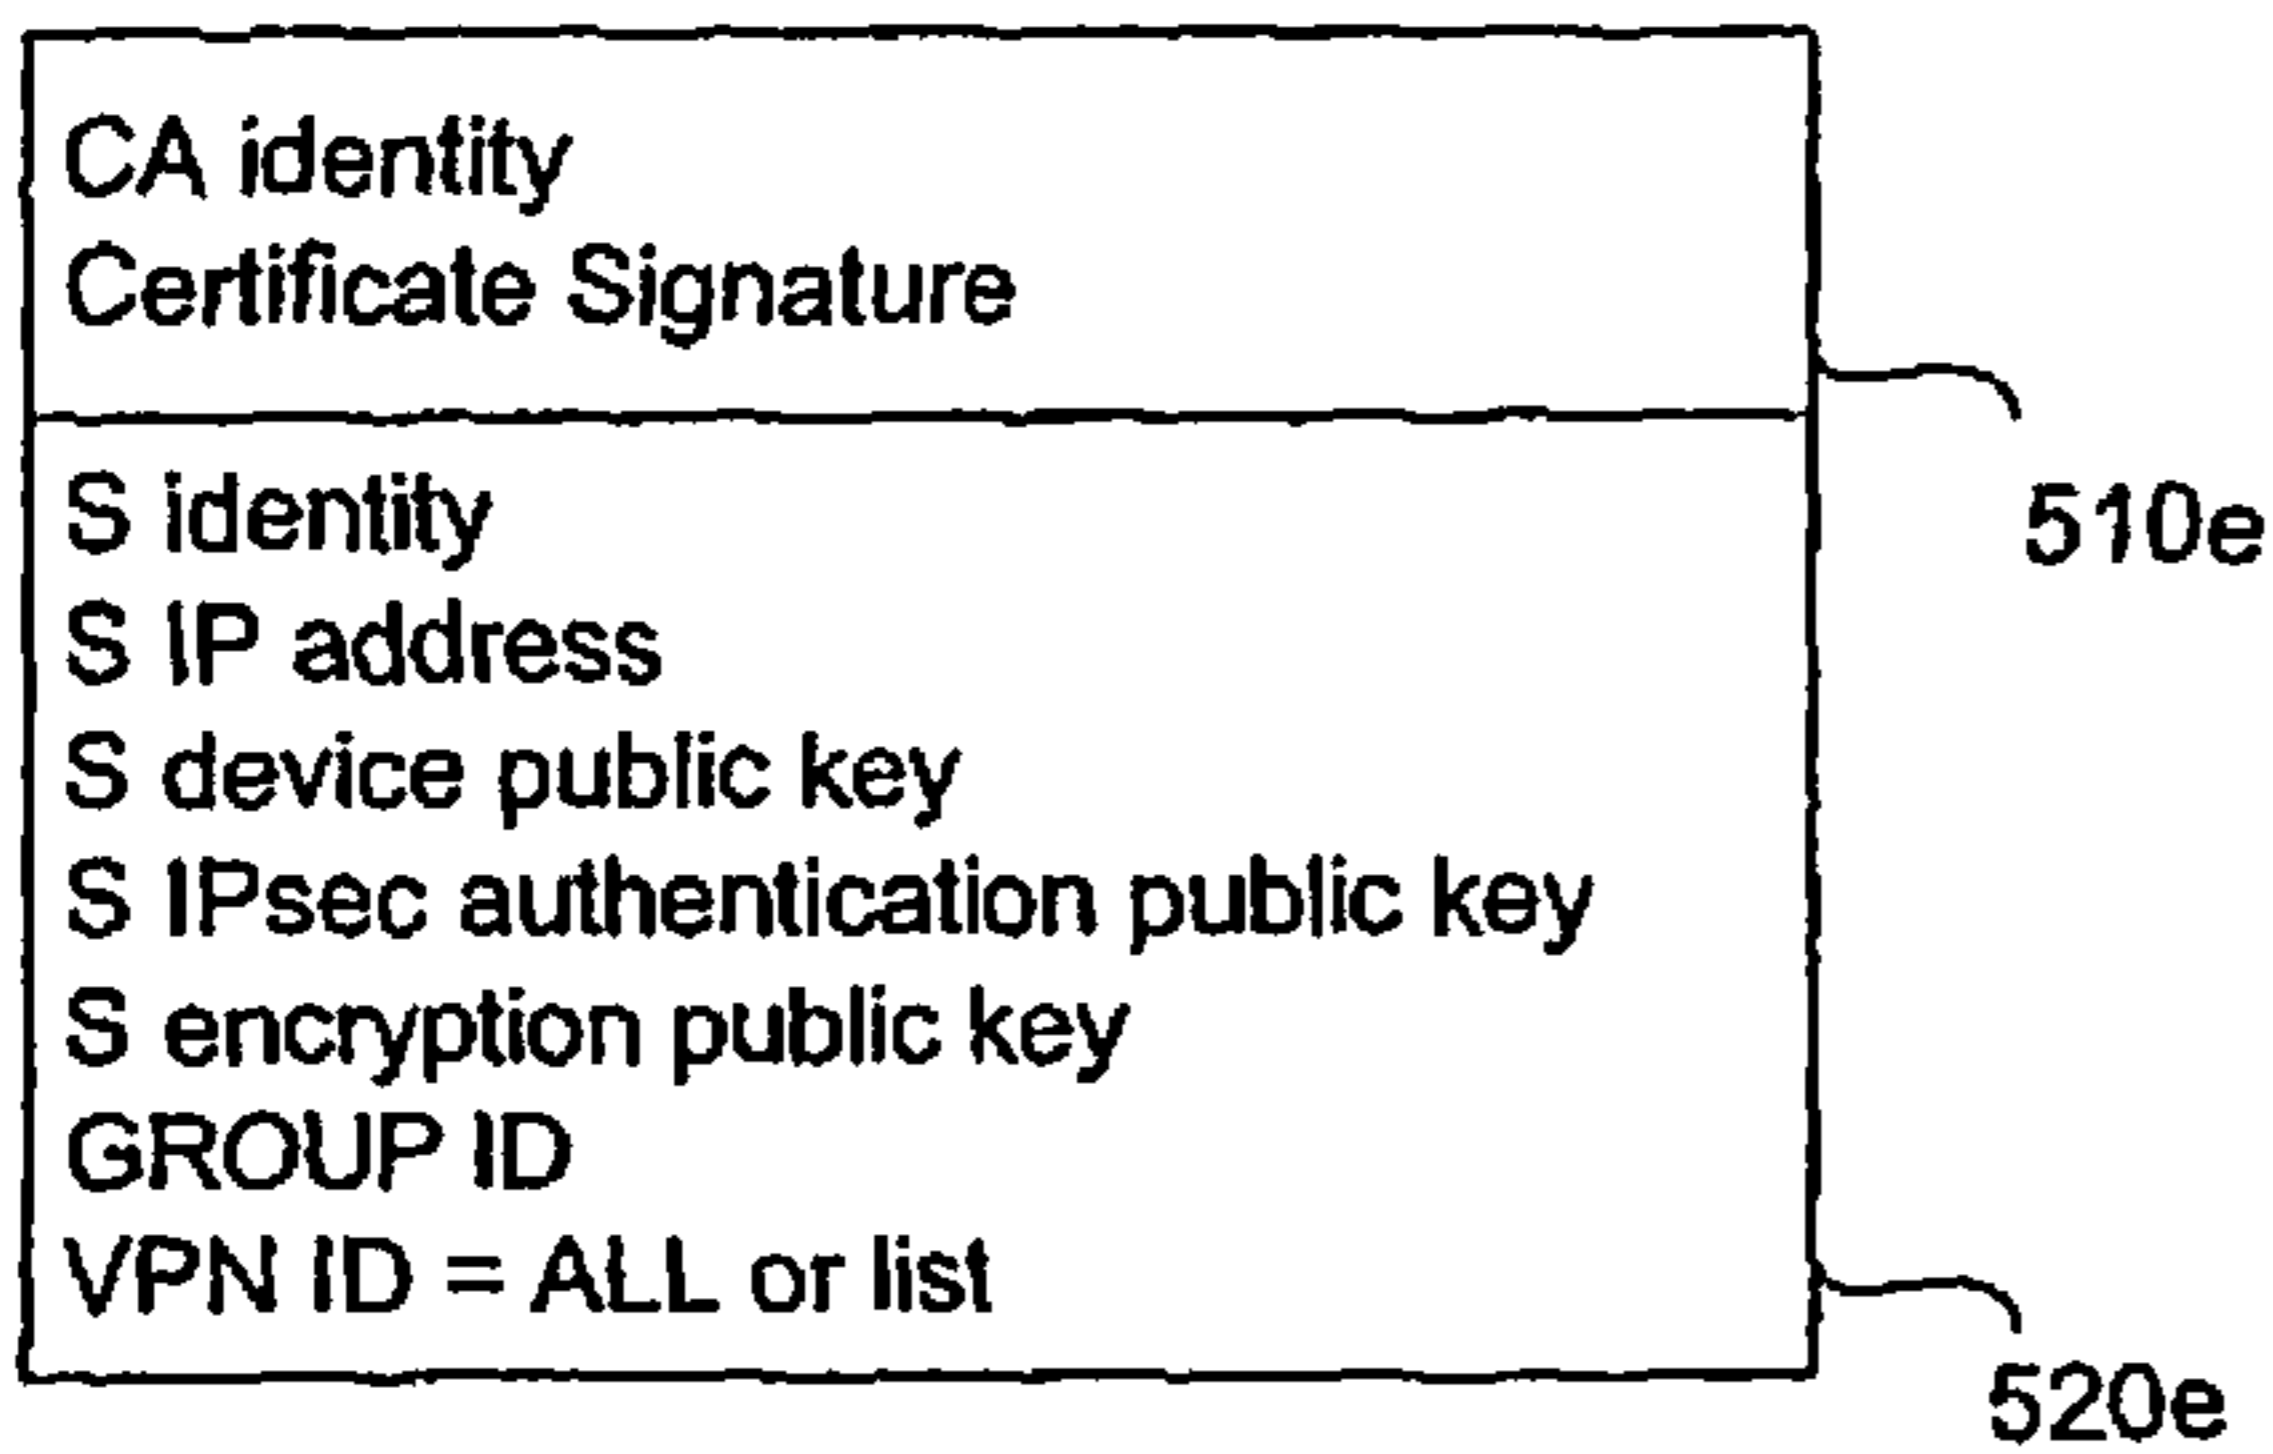 CA identity
Certificate Signature
510e
S identity
S IP address
S device public key
S IPsec authentication public key
S encryption public key
GROUP ID
VPN ID = ALL or list
520e